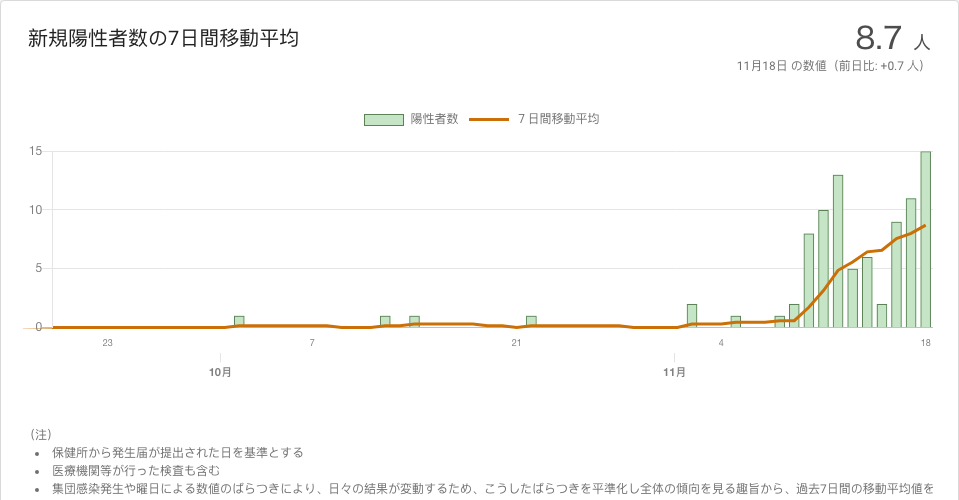 新規陽性者数の7日間移動平均
8.7 人
11月18日 の数値（前日比: +0.7 人）
陽性者数 7 日間移動平均
15
10
5
0
23 7 21 4 18
10月 11月
（注）
• 保健所から発生届が提出された日を基準とする
• 医療機関等が行った検査も含む
• 集団感染発生や曜日による数値のばらつきにより、日々の結果が変動するため、こうしたばらつきを平準化し全体の傾向を見る趣旨から、過去7日間の移動平均値を